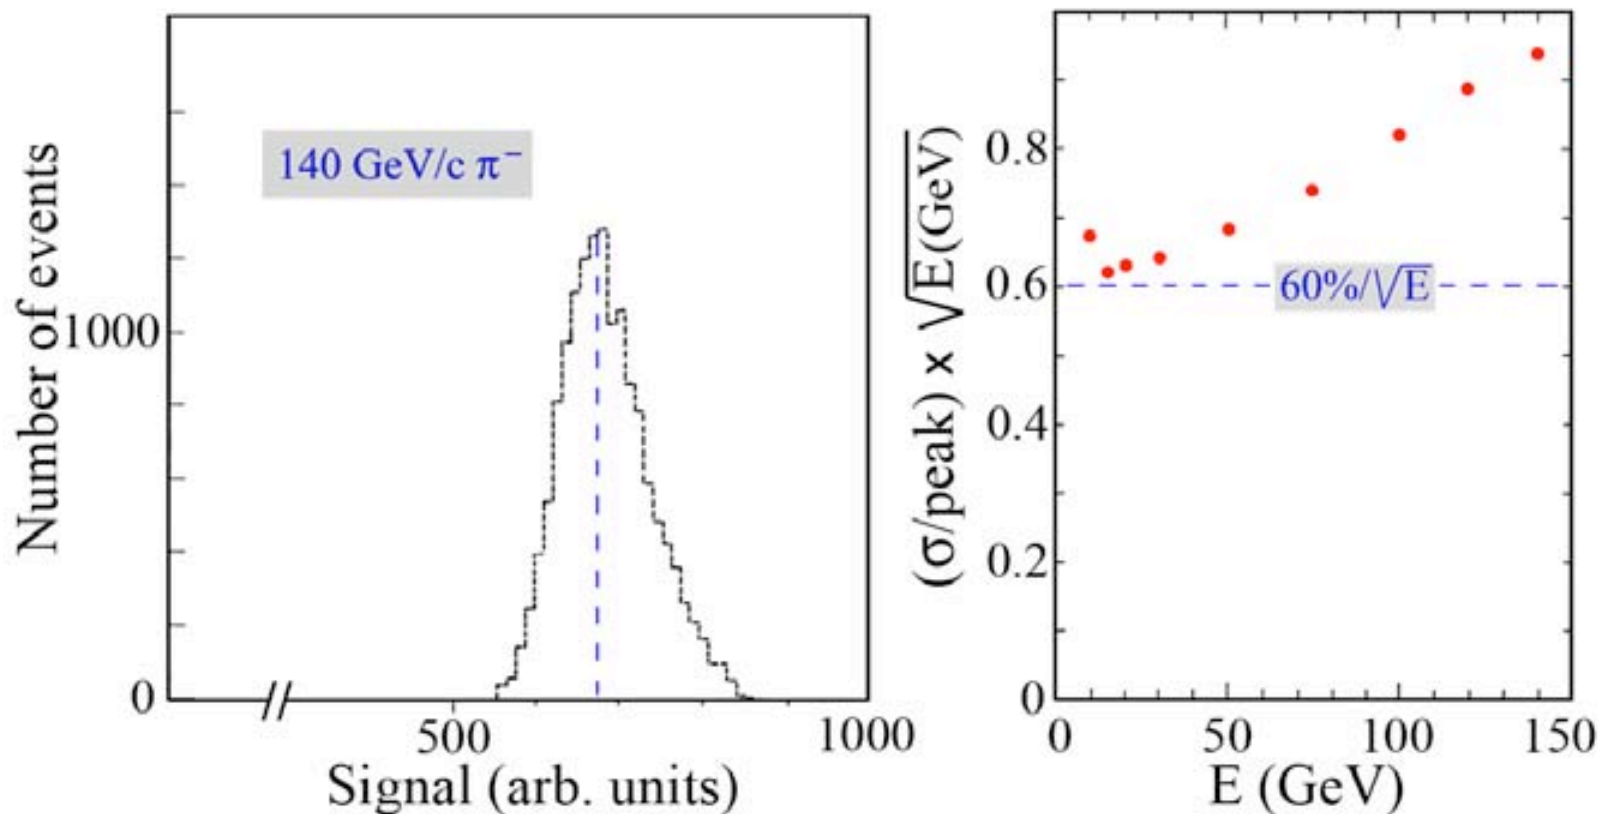 Number of events
1000
0
140 GeV/c π⁻
500
1000
Signal (arb. units)
(σ/peak) × √E(GeV)
0.8
0.6
0.4
0.2
0
60%/√E
0
50
100
150
E (GeV)